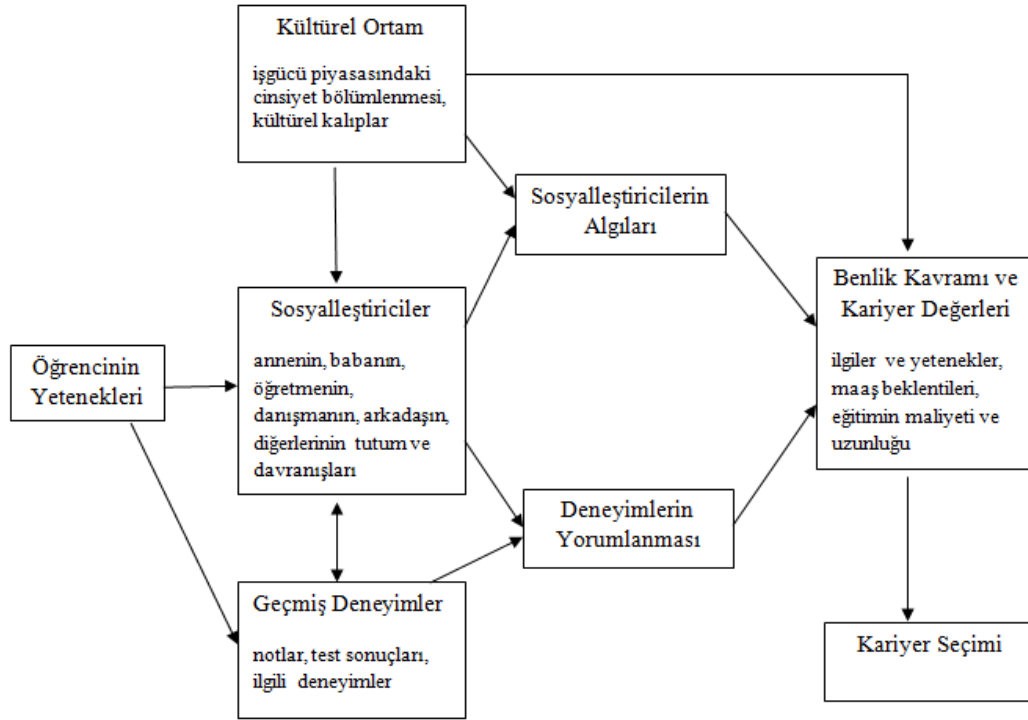 Kültürel Ortam
işgücü piyasasındaki
cinsiyet bölümlenmesi,
kültürel kalıplar
Sosyalleştiricilerin
Algıları
Benlik Kavramı ve
Kariyer Değerleri
ilgiler ve yetenekler,
maaş beklentileri,
eğitimin maliyeti ve
uzunluğu
Sosyalleştiriciler
annenin, babanın,
öğretmenin,
danışmanın, arkadaşın,
diğerlerinin tutum ve
davranışları
Öğrencinin
Yetenekleri
Deneyimlerin
Yorumlanması
Geçmiş Deneyimler
notlar, test sonuçları,
ilgili deneyimler
Kariyer Seçimi